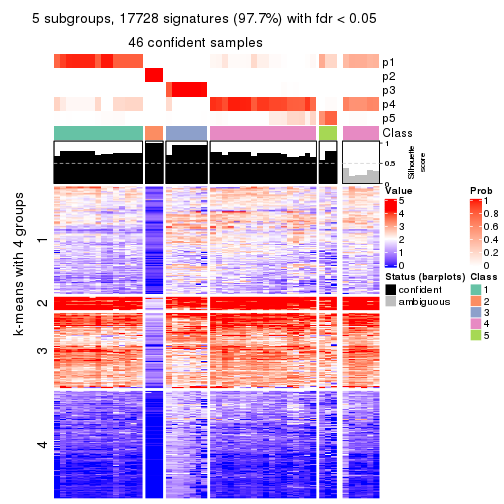 5 subgroups, 17728 signatures (97.7%) with fdr < 0.05
46 confident samples
p1
p2
p3
p4
p5
Class
1
0.5
0
Silhouette
score
k-means with 4 groups
1
2
3
4
Value
5
4
3
2
1
0
Prob
1
0.8
0.6
0.4
0.2
0
Status (barplots)
confident
ambiguous
Class
1
2
3
4
5